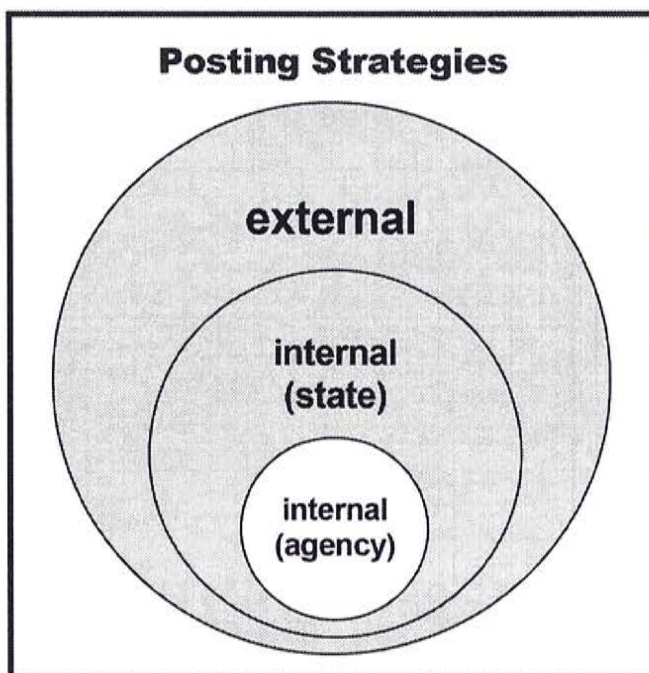 Posting Strategies
external
internal
(state)
internal
(agency)